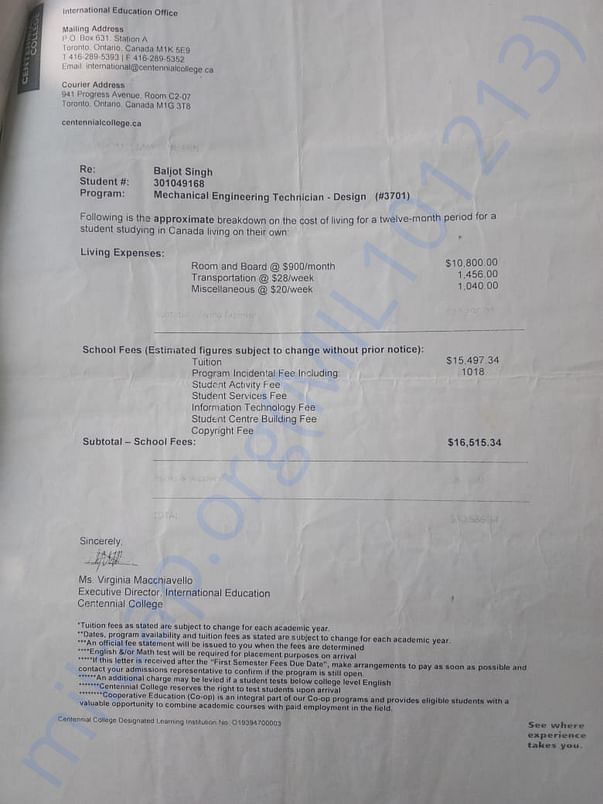 CENTENNIAL
COLLEGE
International Education Office
Mailing Address
P.O. Box 631, Station A
Toronto, Ontario, Canada M1K 5E9
T 416-289-5393 | F 416-289-5352
Email: international@centennialcollege.ca
Courier Address
941 Progress Avenue, Room C2-07
Toronto, Ontario, Canada M1G 3T8
centennialcollege.ca
Re: Baljot Singh
Student #: 301049168
Program: Mechanical Engineering Technician - Design (#3701)
Following is the approximate breakdown on the cost of living for a twelve-month period for a
student studying in Canada living on their own:
Living Expenses:
Room and Board @ $900/month $10,800.00
Transportation @ $28/week 1,456.00
Miscellaneous @ $20/week 1,040.00
School Fees (Estimated figures subject to change without prior notice):
Tuition $15,497.34
Program Incidental Fee Including: 1018
Student Activity Fee
Student Services Fee
Information Technology Fee
Student Centre Building Fee
Copyright Fee
Subtotal – School Fees: $16,515.34
TOTAL
Sincerely,
Ms. Virginia Macchiavello
Executive Director, International Education
Centennial College
*Tuition fees as stated are subject to change for each academic year.
**Dates, program availability and tuition fees as stated are subject to change for each academic year.
***An official fee statement will be issued to you when the fees are determined
****English &/or Math test will be required for placement purposes on arrival
*****If this letter is received after the "First Semester Fees Due Date", make arrangements to pay as soon as possible and
contact your admissions representative to confirm if the program is still open.
******An additional charge may be levied if a student tests below college level English
*******Centennial College reserves the right to test students upon arrival
********Cooperative Education (Co-op) is an integral part of our Co-op programs and provides eligible students with a
valuable opportunity to combine academic courses with paid employment in the field.
Centennial College Designated Learning Institution No. O19394700003
See where
experience
takes you.
milaap.org(MIL101213)